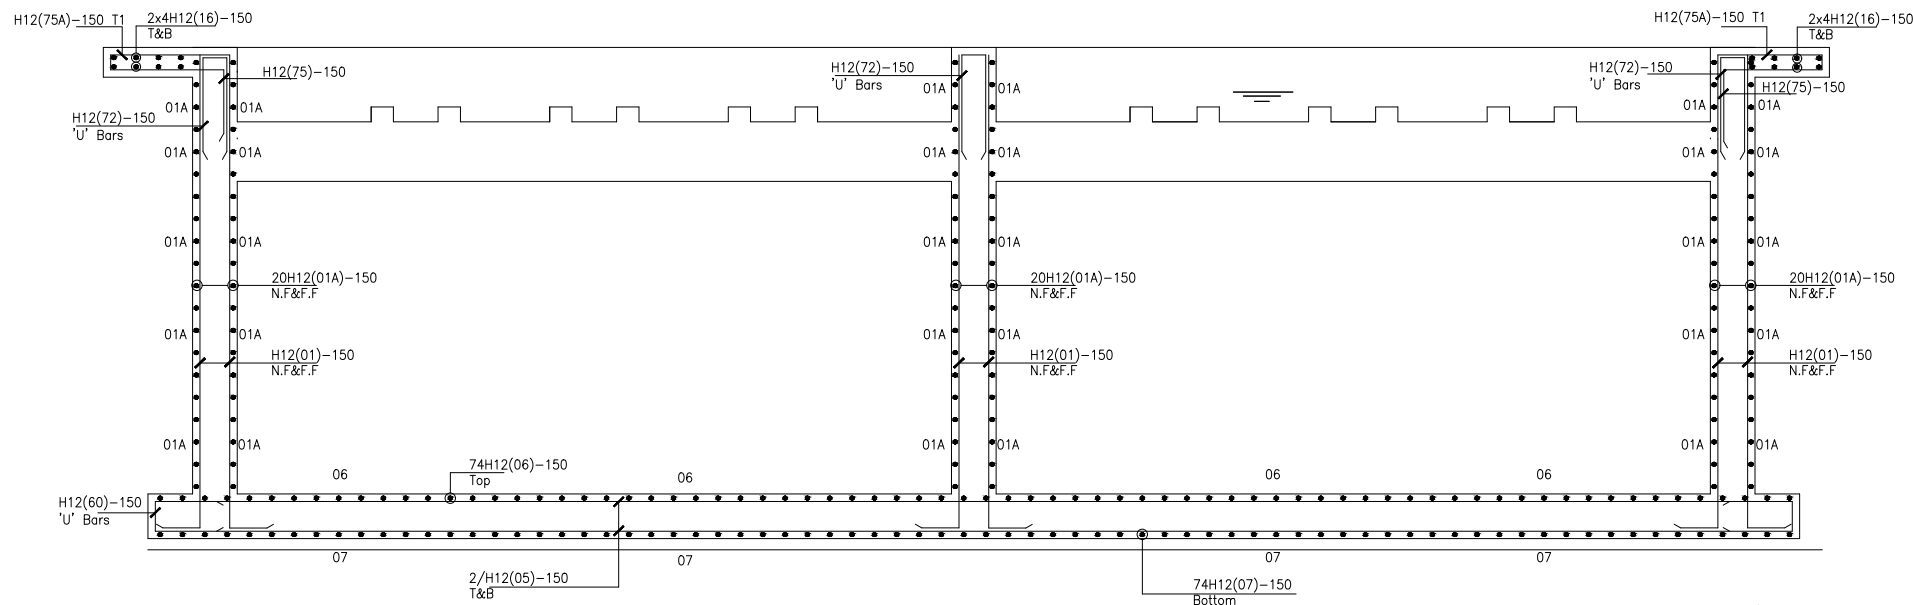 H12(75A)-150 T1
2x4H12(16)-150
T&B
H12(75A)-150 T1
2x4H12(16)-150
T&B
H12(75)-150
H12(72)-150
'U' Bars
H12(72)-150
'U' Bars
H12(75)-150
01A
01A
01A
01A
01A
01A
H12(72)-150
'U' Bars
01A
01A
01A
01A
01A
01A
01A
01A
01A
01A
01A
01A
20H12(01A)-150
N.F&F.F
20H12(01A)-150
N.F&F.F
20H12(01A)-150
N.F&F.F
01A
01A
01A
01A
01A
01A
H12(01)-150
N.F&F.F
H12(01)-150
N.F&F.F
H12(01)-150
N.F&F.F
01A
01A
01A
01A
01A
01A
06
74H12(06)-150
Top
06
06
06
H12(60)-150
'U' Bars
07
07
07
07
2/H12(05)-150
T&B
74H12(07)-150
Bottom